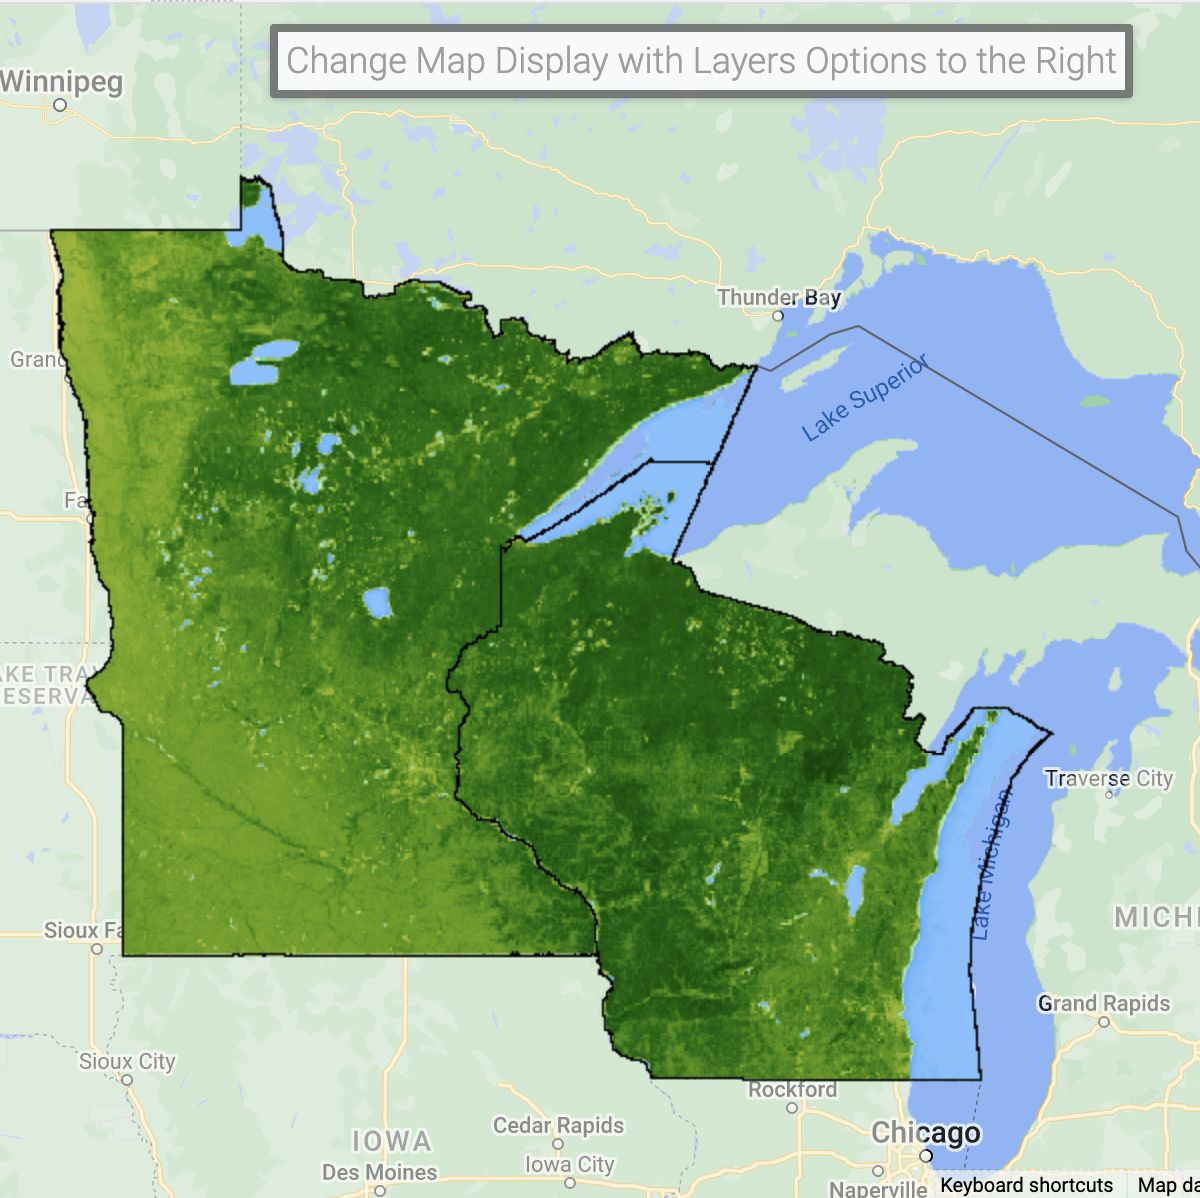 Change Map Display with Layers Options to the Right
Winnipeg
Thunder Bay
Grand
Lake Superior
Fa
AKE TRA
ESERVA
Traverse City
Lake Michigan
MICHI
Sioux Fa
Grand Rapids
Sioux City
Rockford
Cedar Rapids
Chicago
IOWA
Iowa City
Des Moines
Naperville
Keyboard shortcuts
Map da